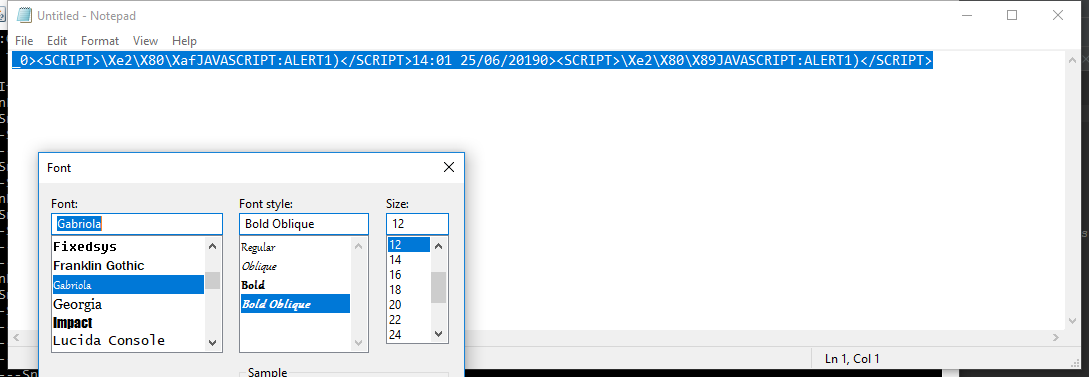 Untitled - Notepad
File Edit Format View Help
_0><SCRIPT>\Xe2\X80\XafJAVASCRIPT:ALERT1)</SCRIPT>14:01 25/06/20190><SCRIPT>\Xe2\X80\X89JAVASCRIPT:ALERT1)</SCRIPT>
Font
Font: Font style: Size:
Gabriola Bold Oblique 12
Fixedsys Regular 12
Franklin Gothic Oblique 14
Gabriola Bold 16
Georgia Bold Oblique 18
Impact 20
Lucida Console 22
24
Sample
Ln 1, Col 1